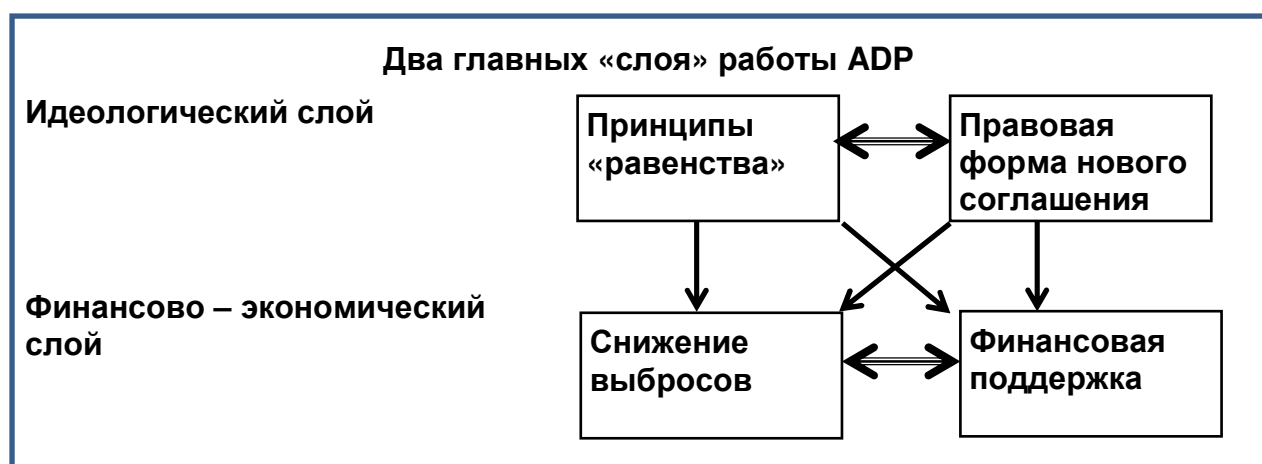 Два главных «слоя» работы ADP
Идеологический слой
Принципы
«равенства»
Правовая
форма нового
соглашения
Финансово – экономический
слой
Снижение
выбросов
Финансовая
поддержка